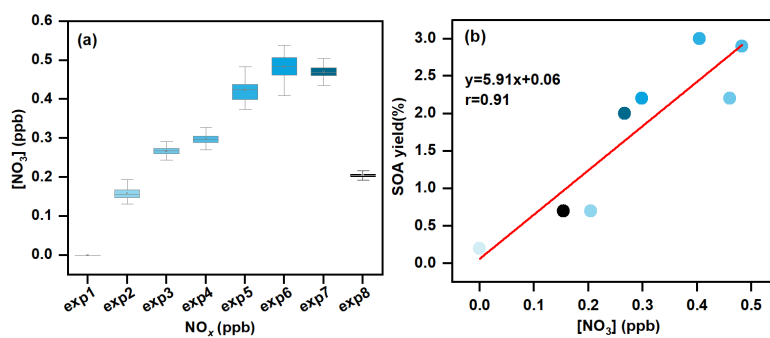 (a)
[NO3] (ppb)
0.6
0.5
0.4
0.3
0.2
0.1
0.0
exp1 exp2 exp3 exp4 exp5 exp6 exp7 exp8
NOx (ppb)
(b)
y=5.91x+0.06
r=0.91
SOA yield(%)
3.0
2.5
2.0
1.5
1.0
0.5
0.0
0.0 0.1 0.2 0.3 0.4 0.5
[NO3] (ppb)